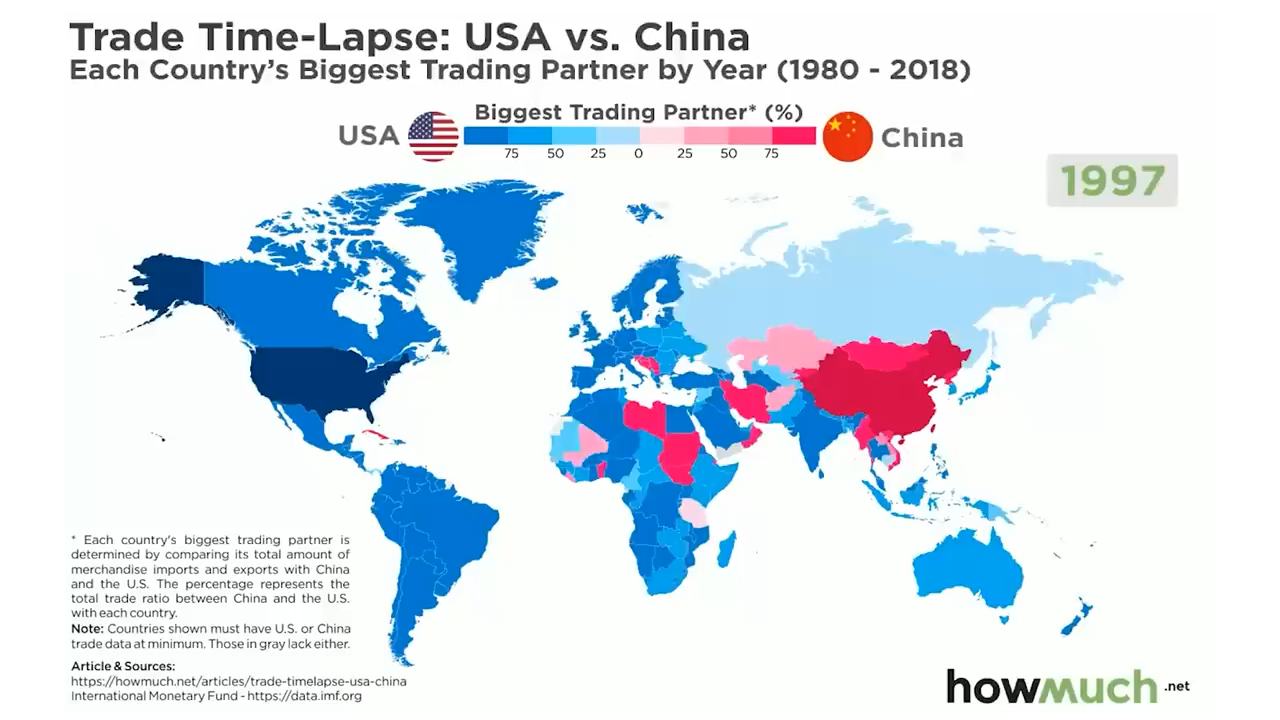 Trade Time-Lapse: USA vs. China
Each Country's Biggest Trading Partner by Year (1980 - 2018)
Biggest Trading Partner* (%)
USA
China
75 50 25 0 25 50 75
1997
* Each country's biggest trading partner is
determined by comparing its total amount of
merchandise imports and exports with China
and the U.S. The percentage represents the
total trade ratio between China and the U.S.
with each country.
Note: Countries shown must have U.S. or China
trade data at minimum. Those in gray lack either.
Article & Sources:
https://howmuch.net/articles/trade-timelapse-usa-china
International Monetary Fund - https://data.imf.org
howmuch.net